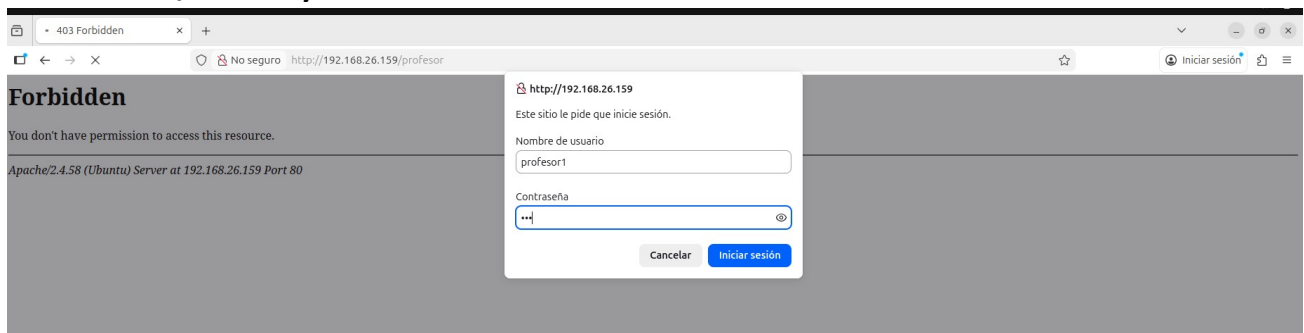 403 Forbidden
No seguro http://192.168.26.159/profesor
Iniciar sesión
Forbidden
You don't have permission to access this resource.
Apache/2.4.58 (Ubuntu) Server at 192.168.26.159 Port 80
http://192.168.26.159
Este sitio le pide que inicie sesión.
Nombre de usuario
profesor1
Contraseña
•••
Cancelar Iniciar sesión